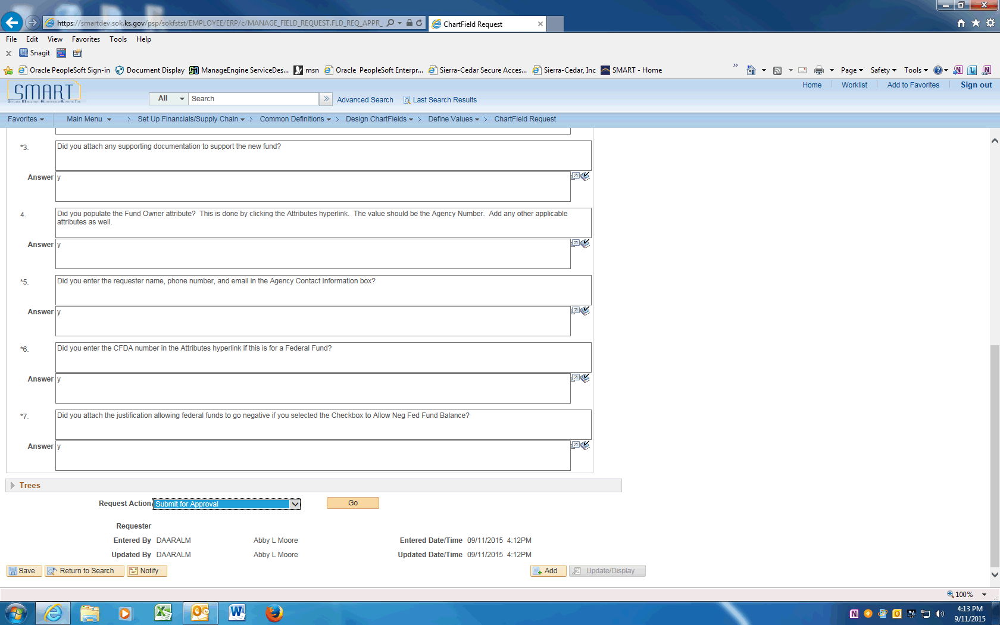 https://smartdev.sok.ks.gov/psp/sokfstst/EMPLOYEE/ERP/c/MANAGE_FIELD_REQUEST.FLD_REQ_APPR_
ChartField Request
File Edit View Favorites Tools Help
x Snagit
Oracle PeopleSoft Sign-in Document Display ManageEngine ServiceDes... msn Oracle PeopleSoft Enterpr... Sierra-Cedar Secure Acces... Sierra-Cedar, Inc SMART - Home
Page Safety Tools
SMART
All Search Advanced Search Last Search Results
Home Worklist Add to Favorites Sign out
Favorites Main Menu > Set Up Financials/Supply Chain > Common Definitions > Design ChartFields > Define Values > ChartField Request
*3. Did you attach any supporting documentation to support the new fund?
Answer y
4. Did you populate the Fund Owner attribute?  This is done by clicking the Attributes hyperlink.  The value should be the Agency Number.  Add any other applicable
attributes as well.
Answer y
*5. Did you enter the requester name, phone number, and email in the Agency Contact Information box?
Answer y
*6. Did you enter the CFDA number in the Attributes hyperlink if this is for a Federal Fund?
Answer y
*7. Did you attach the justification allowing federal funds to go negative if you selected the Checkbox to Allow Neg Fed Fund Balance?
Answer y
Trees
Request Action Submit for Approval Go
Requester
Entered By DAARALM Abby L Moore Entered Date/Time 09/11/2015 4:12PM
Updated By DAARALM Abby L Moore Updated Date/Time 09/11/2015 4:12PM
Save Return to Search Notify Add Update/Display
100%
4:13 PM
9/11/2015